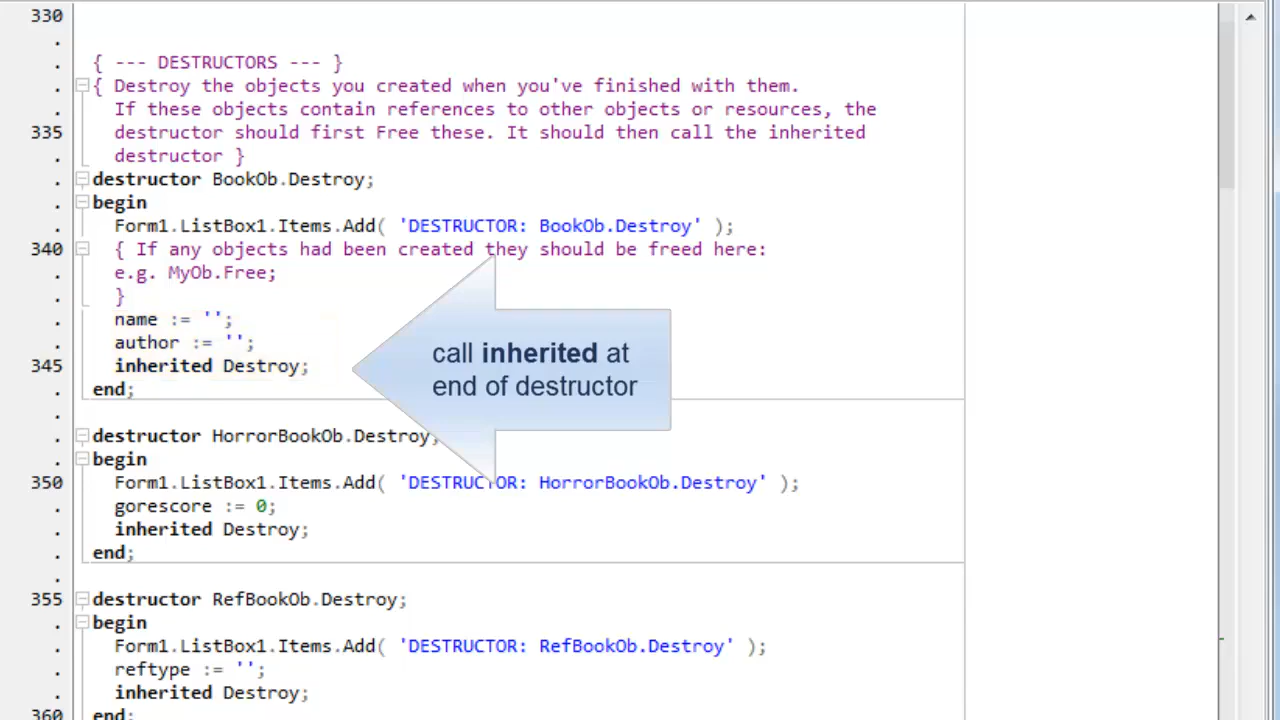 330
{ --- DESTRUCTORS --- }
{ Destroy the objects you created when you've finished with them.
If these objects contain references to other objects or resources, the
335 destructor should first Free these. It should then call the inherited
destructor }
destructor BookOb.Destroy;
begin
Form1.ListBox1.Items.Add( 'DESTRUCTOR: BookOb.Destroy' );
340 { If any objects had been created they should be freed here:
e.g. MyOb.Free;
}
name := '';
author := '';
345 inherited Destroy;
end;
call inherited at
end of destructor
destructor HorrorBookOb.Destroy;
begin
350 Form1.ListBox1.Items.Add( 'DESTRUCTOR: HorrorBookOb.Destroy' );
gorescore := 0;
inherited Destroy;
end;
355 destructor RefBookOb.Destroy;
begin
Form1.ListBox1.Items.Add( 'DESTRUCTOR: RefBookOb.Destroy' );
reftype := '';
inherited Destroy;
360 end;